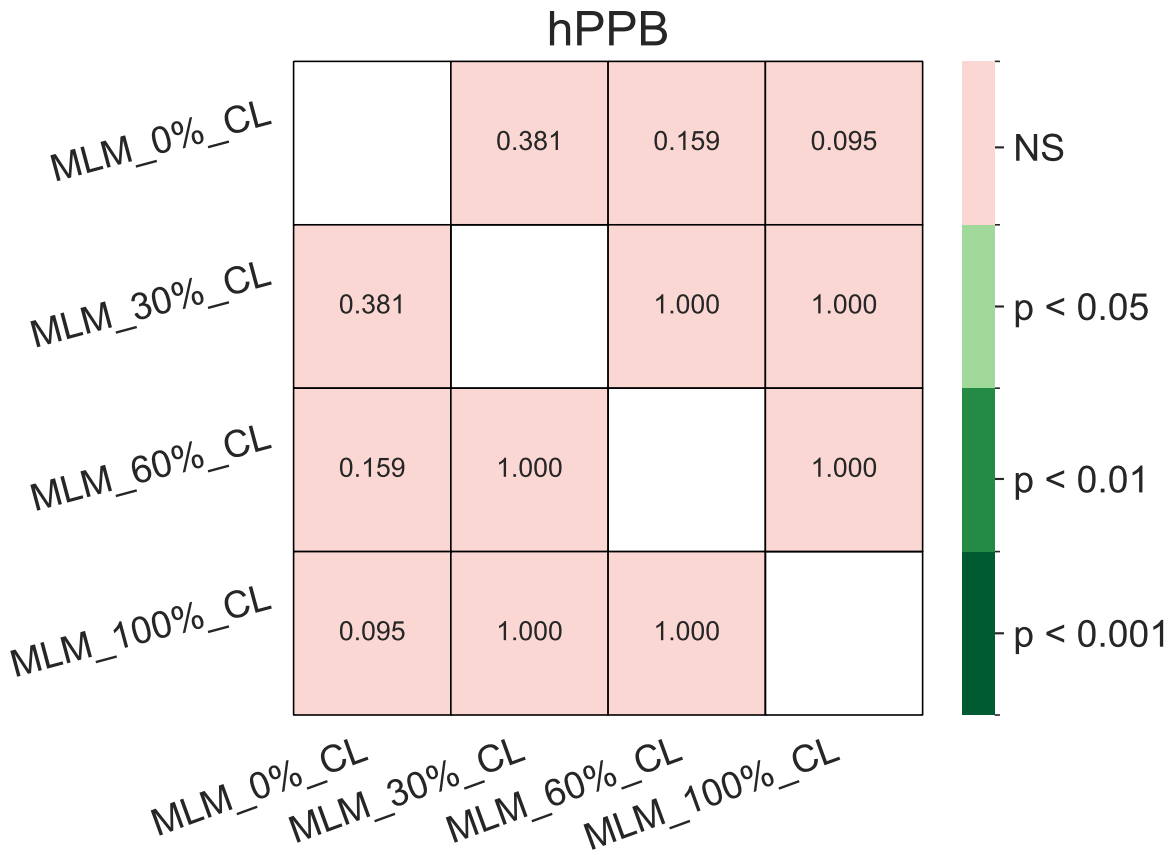 hPPB
MLM_0%_CL
0.381
0.159
0.095
NS
MLM_30%_CL
0.381
1.000
1.000
p < 0.05
MLM_60%_CL
0.159
1.000
1.000
p < 0.01
MLM_100%_CL
0.095
1.000
1.000
p < 0.001
MLM_0%_CL
MLM_30%_CL
MLM_60%_CL
MLM_100%_CL